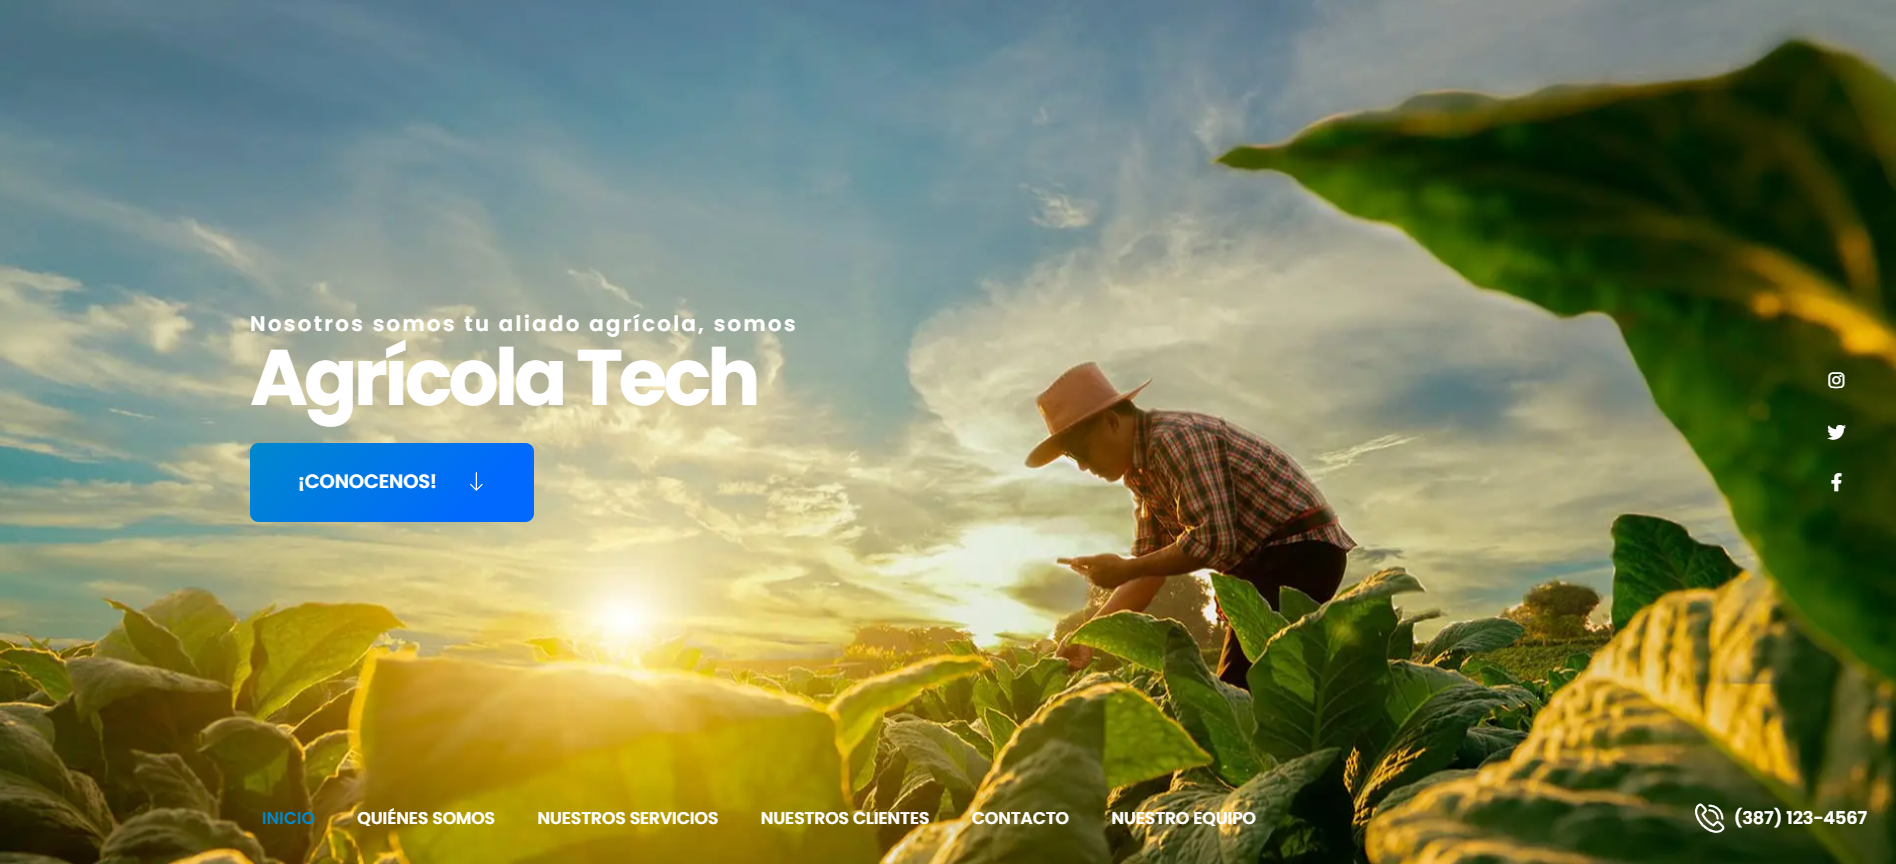 Nosotros somos tu aliado agrícola, somos
Agrícola Tech
¡CONOCENOS!
INICIO QUIÉNES SOMOS NUESTROS SERVICIOS NUESTROS CLIENTES CONTACTO NUESTRO EQUIPO (387) 123-4567